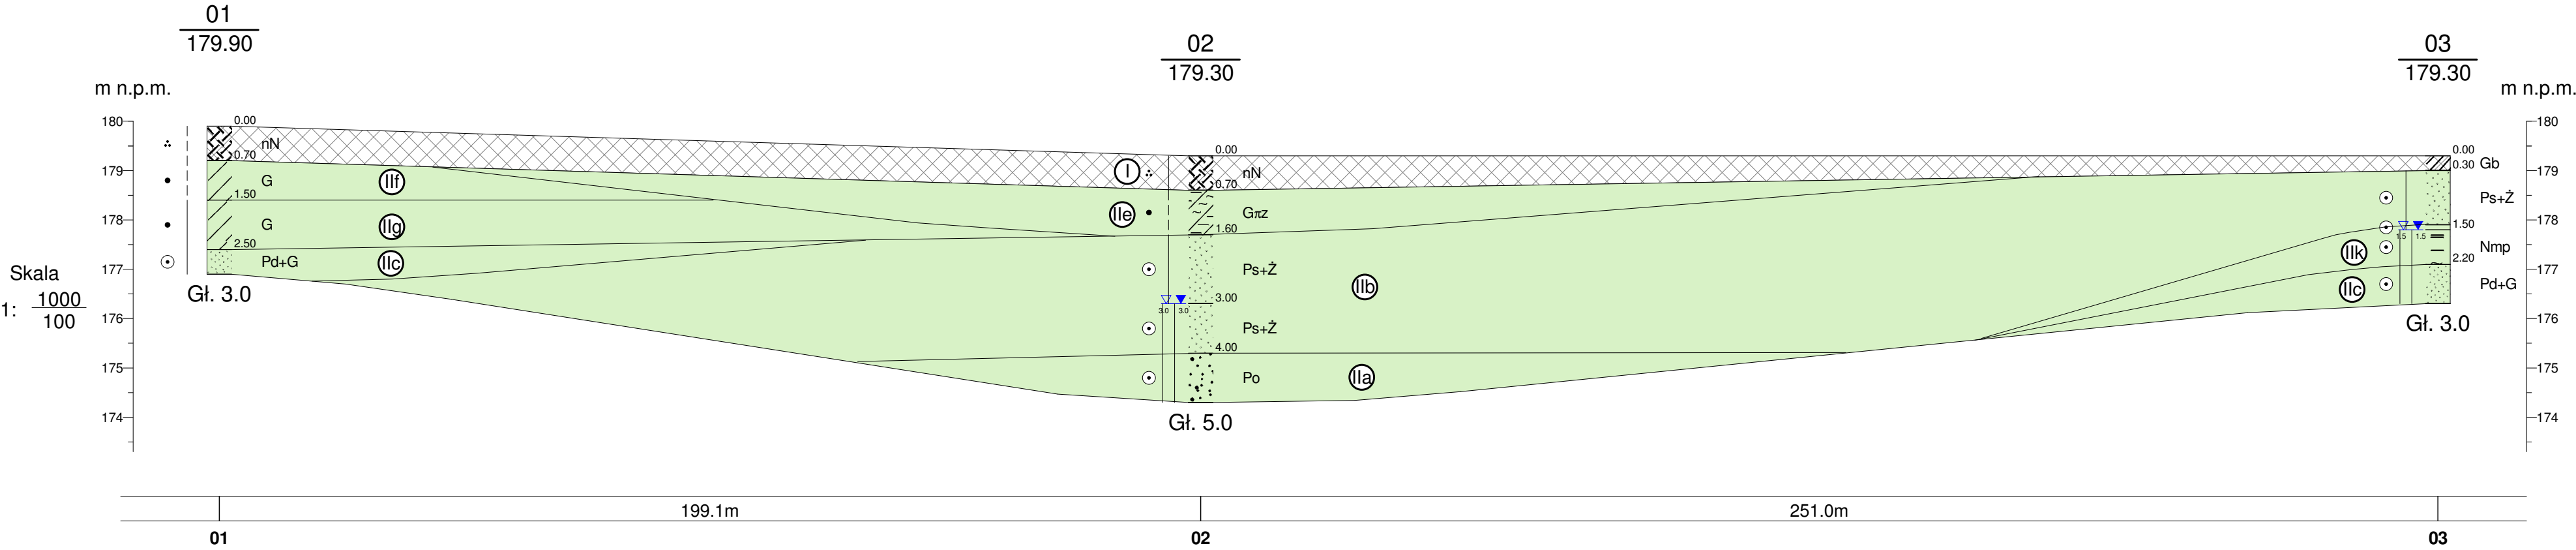 01
179.90
02
179.30
03
179.30
m n.p.m.
m n.p.m.
180
179
178
177
176
175
174
180
179
178
177
176
175
174
Skala
1: 1000
100
0.00
nN
0.70
G
IIf
1.50
G
IIg
2.50
Pd+G
IIc
Gł. 3.0
0.00
I
nN
0.70
IIe
Gπz
1.60
Ps+Ż
IIb
3.00
3.0 3.0
Ps+Ż
4.00
Po
IIa
Gł. 5.0
0.00
Gb
0.30
Ps+Ż
1.50
1.5 1.5
IIk
Nmp
2.20
IIc
Pd+G
Gł. 3.0
199.1m
251.0m
01
02
03